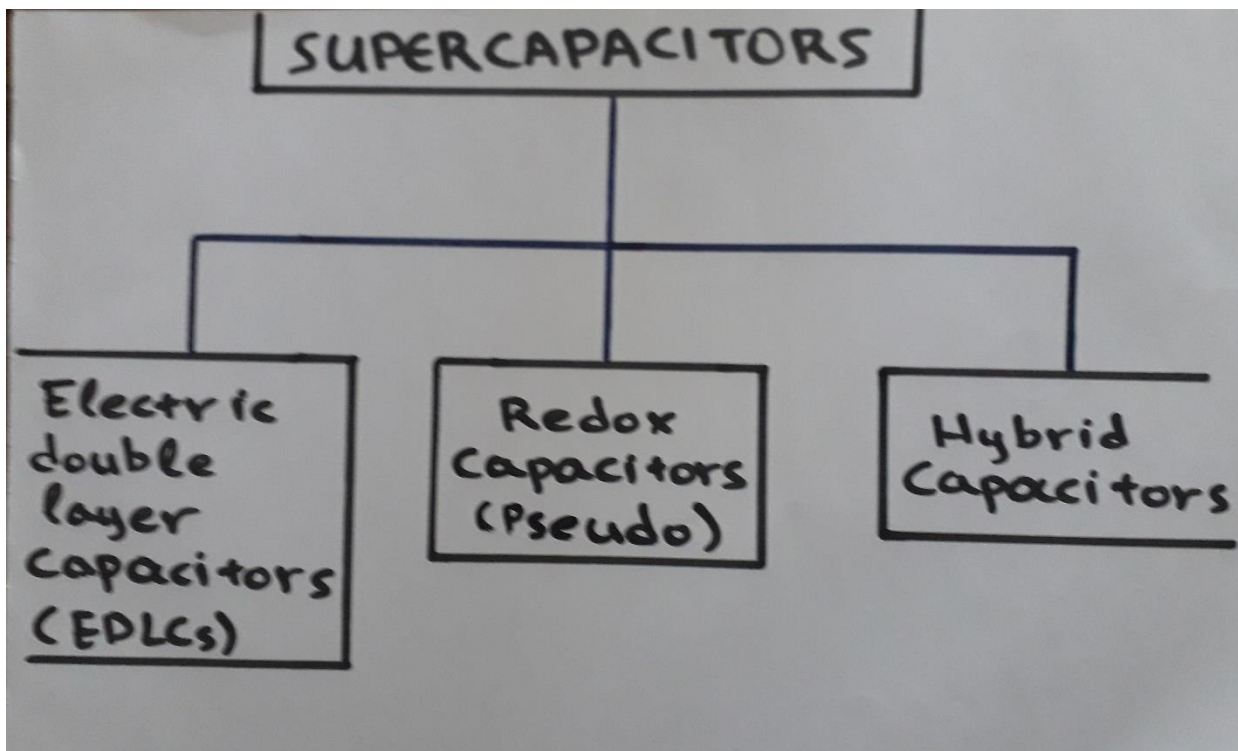 SUPERCAPACITORS
Electric
double
layer
capacitors
(EDLCs)
Redox
Capacitors
(Pseudo)
Hybrid
Capacitors